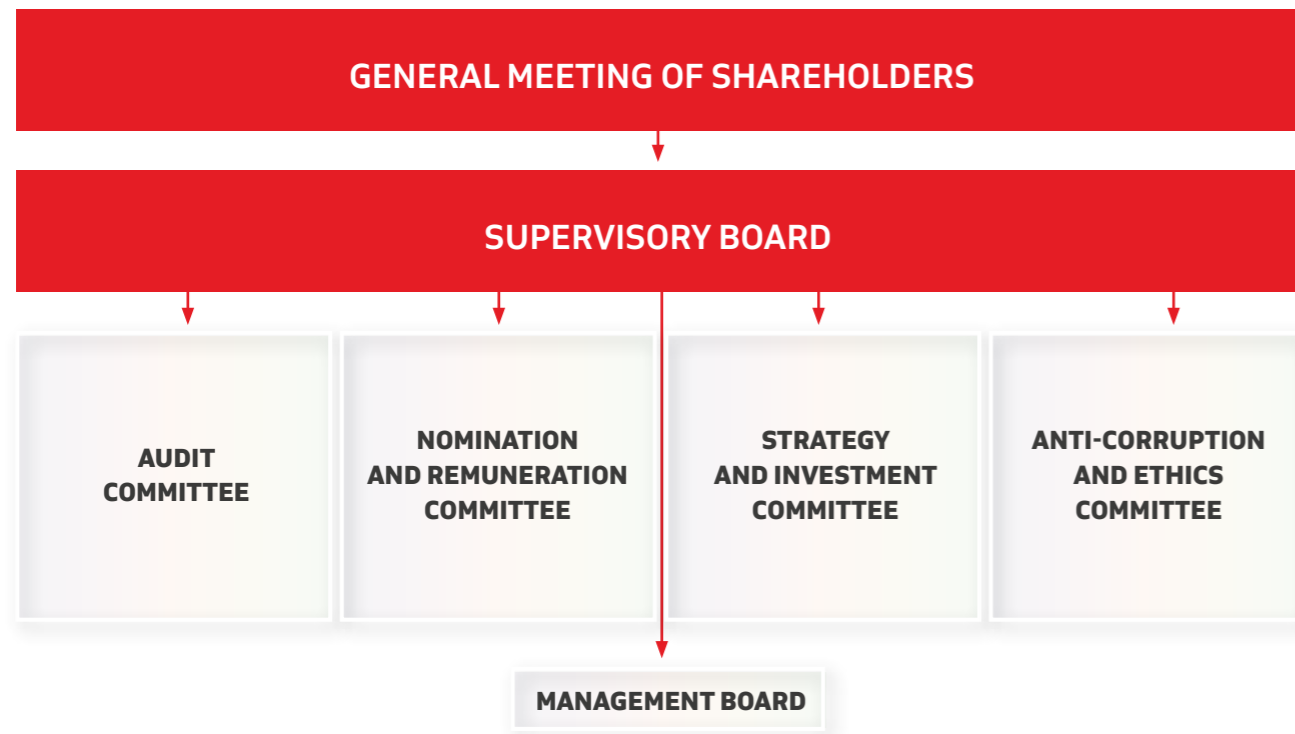 GENERAL MEETING OF SHAREHOLDERS
SUPERVISORY BOARD
AUDIT
COMMITTEE
NOMINATION
AND REMUNERATION
COMMITTEE
STRATEGY
AND INVESTMENT
COMMITTEE
ANTI-CORRUPTION
AND ETHICS
COMMITTEE
MANAGEMENT BOARD